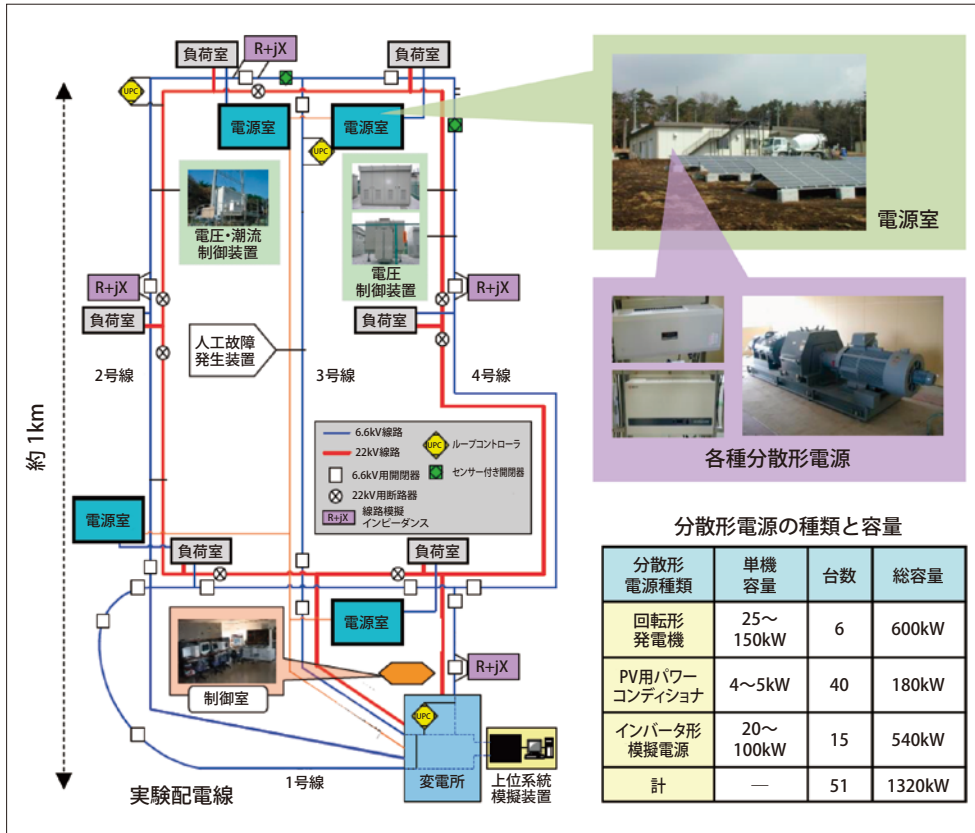 負荷室
R+jX
負荷室
UPC
電源室
電源室
UPC
電圧・潮流
制御装置
電圧
制御装置
電源室
R+jX
R+jX
負荷室
負荷室
人工故障
発生装置
2号線
3号線
4号線
約1km
6.6kV線路
22kV線路
6.6kV用開閉器
22kV用断路器
R+jX
線路模擬
インピーダンス
UPC
ループコントローラ
センサー付き開閉器
各種分散形電源
電源室
負荷室
負荷室
電源室
制御室
R+jX
UPC
変電所
上位系統
模擬装置
1号線
実験配電線
分散形電源の種類と容量
分散形
電源種類
単機
容量
台数
総容量
回転形
発電機
25～
150kW
6
600kW
PV用パワー
コンディショナ
4～5kW
40
180kW
インバータ形
模擬電源
20～
100kW
15
540kW
計
―
51
1320kW